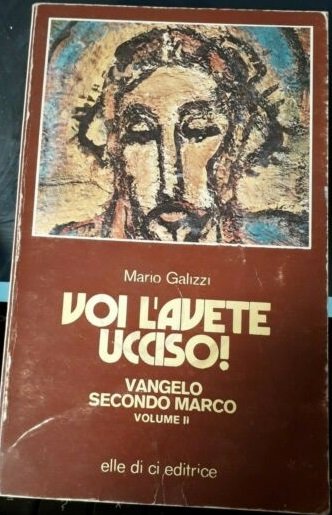 Mario Galizzi
VOI L'AVETE
UCCISO!
VANGELO
SECONDO MARCO
VOLUME II
elle di ci editrice